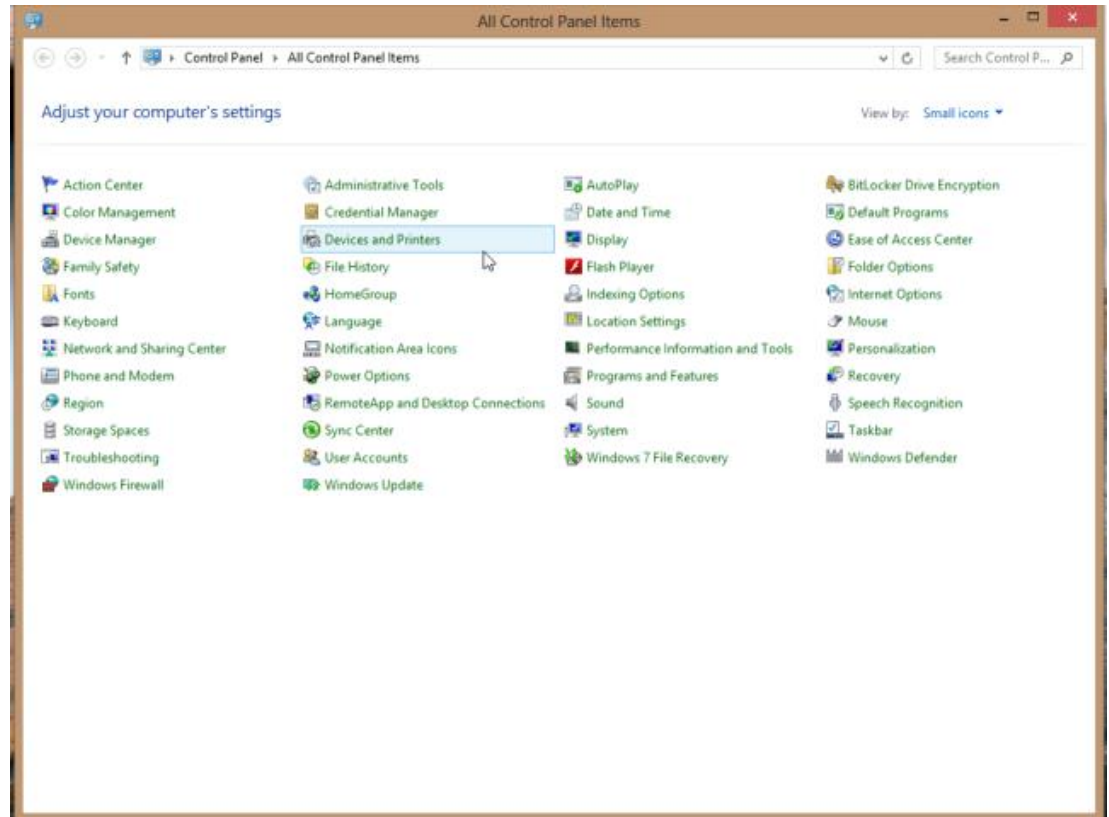 All Control Panel Items
Control Panel All Control Panel Items Search Control P...
Adjust your computer's settings View by: Small icons
Action Center Administrative Tools AutoPlay BitLocker Drive Encryption
Color Management Credential Manager Date and Time Default Programs
Device Manager Devices and Printers Display Ease of Access Center
Family Safety File History Flash Player Folder Options
Fonts HomeGroup Indexing Options Internet Options
Keyboard Language Location Settings Mouse
Network and Sharing Center Notification Area Icons Performance Information and Tools Personalization
Phone and Modem Power Options Programs and Features Recovery
Region RemoteApp and Desktop Connections Sound Speech Recognition
Storage Spaces Sync Center System Taskbar
Troubleshooting User Accounts Windows 7 File Recovery Windows Defender
Windows Firewall Windows Update